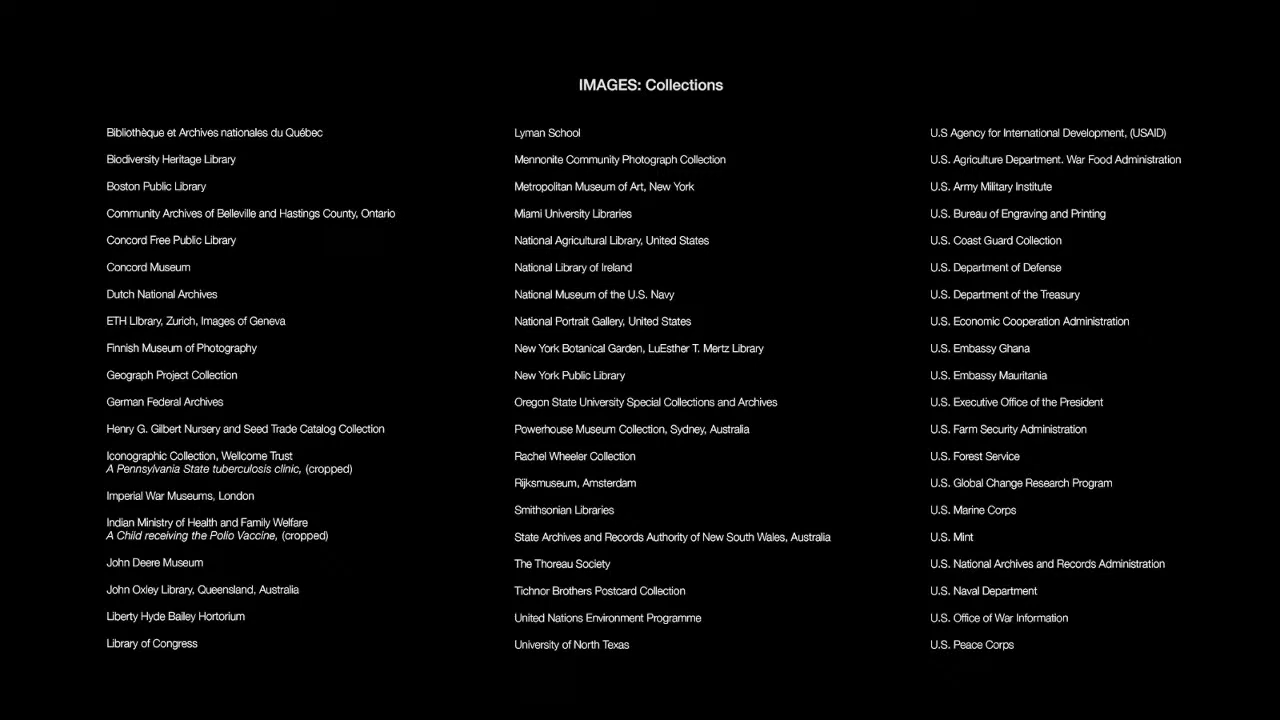 IMAGES: Collections
Bibliothèque et Archives nationales du Québec
Biodiversity Heritage Library
Boston Public Library
Community Archives of Belleville and Hastings County, Ontario
Concord Free Public Library
Concord Museum
Dutch National Archives
ETH LIbrary, Zurich, Images of Geneva
Finnish Museum of Photography
Geograph Project Collection
German Federal Archives
Henry G. Gilbert Nursery and Seed Trade Catalog Collection
Iconographic Collection, Wellcome Trust
A Pennsylvania State tuberculosis clinic, (cropped)
Imperial War Museums, London
Indian Ministry of Health and Family Welfare
A Child receiving the Polio Vaccine, (cropped)
John Deere Museum
John Oxley Library, Queensland, Australia
Liberty Hyde Bailey Hortorium
Library of Congress
Lyman School
Mennonite Community Photograph Collection
Metropolitan Museum of Art, New York
Miami University Libraries
National Agricultural Library, United States
National Library of Ireland
National Museum of the U.S. Navy
National Portrait Gallery, United States
New York Botanical Garden, LuEsther T. Mertz Library
New York Public Library
Oregon State University Special Collections and Archives
Powerhouse Museum Collection, Sydney, Australia
Rachel Wheeler Collection
Rijksmuseum, Amsterdam
Smithsonian Libraries
State Archives and Records Authority of New South Wales, Australia
The Thoreau Society
Tichnor Brothers Postcard Collection
United Nations Environment Programme
University of North Texas
U.S Agency for International Development, (USAID)
U.S. Agriculture Department. War Food Administration
U.S. Army Military Institute
U.S. Bureau of Engraving and Printing
U.S. Coast Guard Collection
U.S. Department of Defense
U.S. Department of the Treasury
U.S. Economic Cooperation Administration
U.S. Embassy Ghana
U.S. Embassy Mauritania
U.S. Executive Office of the President
U.S. Farm Security Administration
U.S. Forest Service
U.S. Global Change Research Program
U.S. Marine Corps
U.S. Mint
U.S. National Archives and Records Administration
U.S. Naval Department
U.S. Office of War Information
U.S. Peace Corps